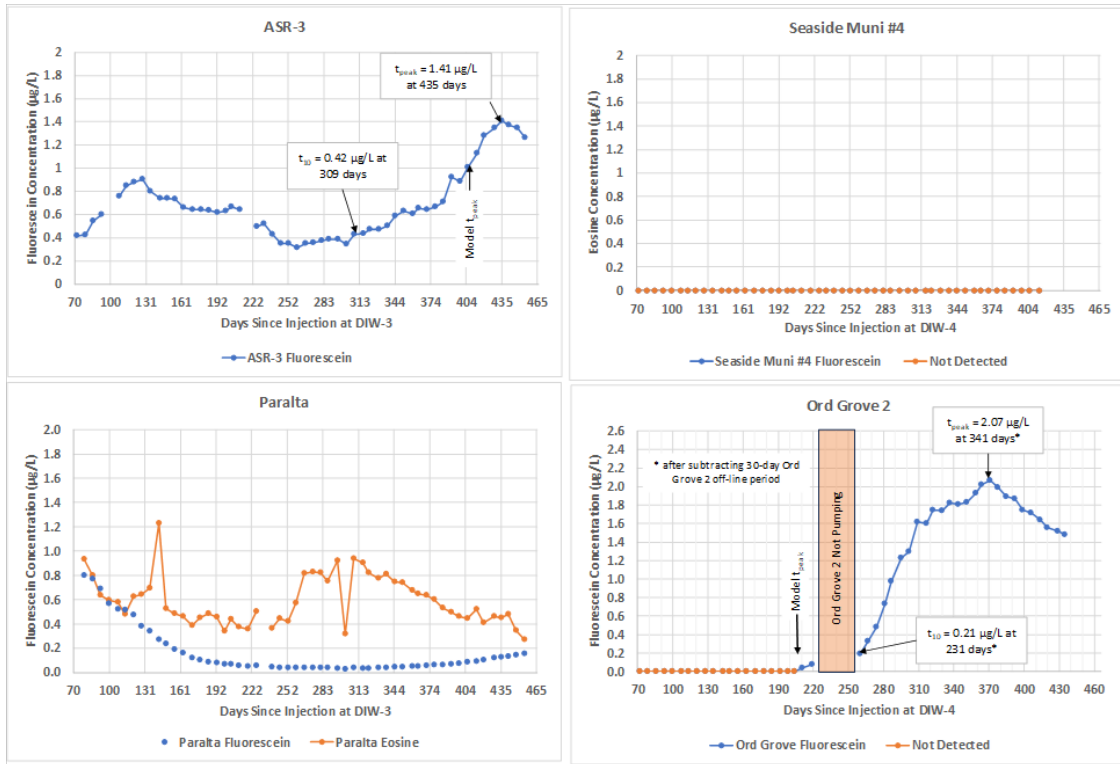 ASR-3
Fluorescein Concentration (µg/L)
2
1.8
1.6
1.4
1.2
1
0.8
0.6
0.4
0.2
0
t_peak = 1.41 µg/L
at 435 days
t_10 = 0.42 µg/L at
309 days
Model t_peak
70 100 131 161 192 222 252 283 313 344 374 404 435 465
Days Since Injection at DIW-3
ASR-3 Fluorescein
Seaside Muni #4
Eosine Concentration (µg/L)
2
1.8
1.6
1.4
1.2
1
0.8
0.6
0.4
0.2
0
70 100 131 161 192 222 252 283 313 344 374 404 435 465
Days Since Injection at DIW-4
Seaside Muni #4 Fluorescein Not Detected
Paralta
Fluorescein Concentration (µg/L)
2.0
1.8
1.6
1.4
1.2
1.0
0.8
0.6
0.4
0.2
0.0
70 100 131 161 192 222 252 283 313 344 374 404 435 465
Days Since Injection at DIW-3
Paralta Fluorescein Paralta Eosine
Ord Grove 2
Fluorescein Concentration (µg/L)
2.6
2.4
2.2
2.0
1.8
1.6
1.4
1.2
1.0
0.8
0.6
0.4
0.2
0.0
* after subtracting 30-day Ord
Grove 2 off-line period
t_peak = 2.07 µg/L
at 341 days*
Model t_peak
Ord Grove 2 Not Pumping
t_10 = 0.21 µg/L at
231 days*
70 100 130 160 190 220 250 280 310 340 370 400 430 460
Days Since Injection at DIW-4
Ord Grove Fluorescein Not Detected